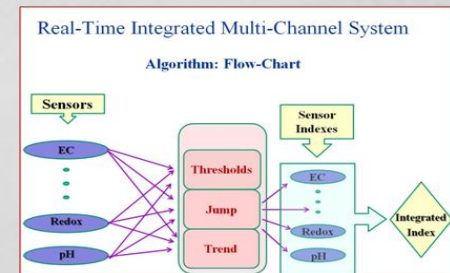 Real-Time Integrated Multi-Channel System
Algorithm: Flow-Chart
Sensors
EC
Redox
pH
Thresholds
Jump
Trend
Sensor
Indexes
EC
Redox
pH
Integrated
Index